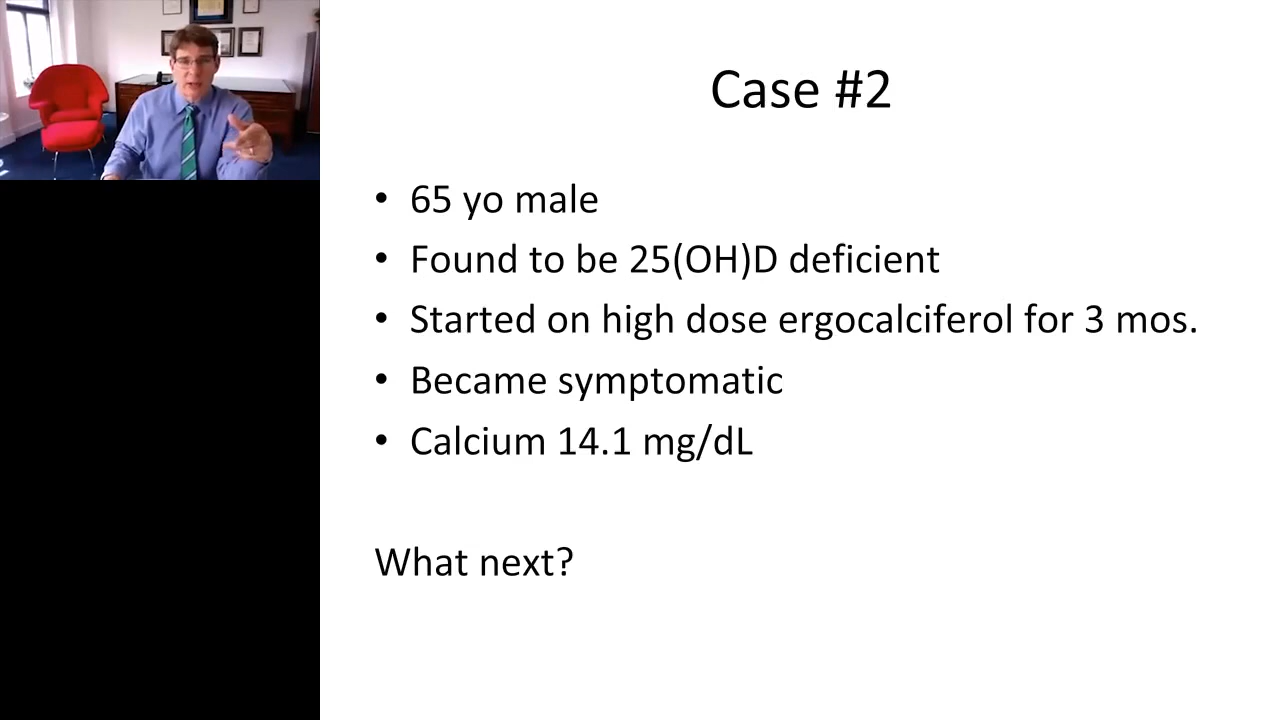 Case #2
• 65 yo male
• Found to be 25(OH)D deficient
• Started on high dose ergocalciferol for 3 mos.
• Became symptomatic
• Calcium 14.1 mg/dL
What next?